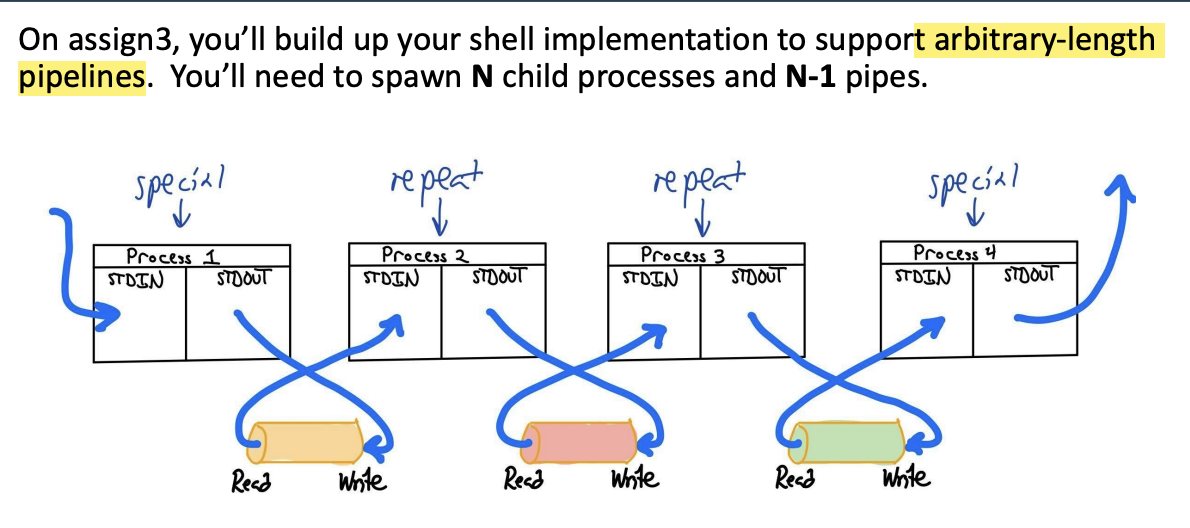 On assign3, you’ll build up your shell implementation to support arbitrary-length
pipelines. You’ll need to spawn N child processes and N-1 pipes.
special
repeat
repeat
special
Process 1
STDIN
STDOUT
Process 2
STDIN
STDOUT
Process 3
STDIN
STDOUT
Process 4
STDIN
STDOUT
Read
Write
Read
Write
Read
Write